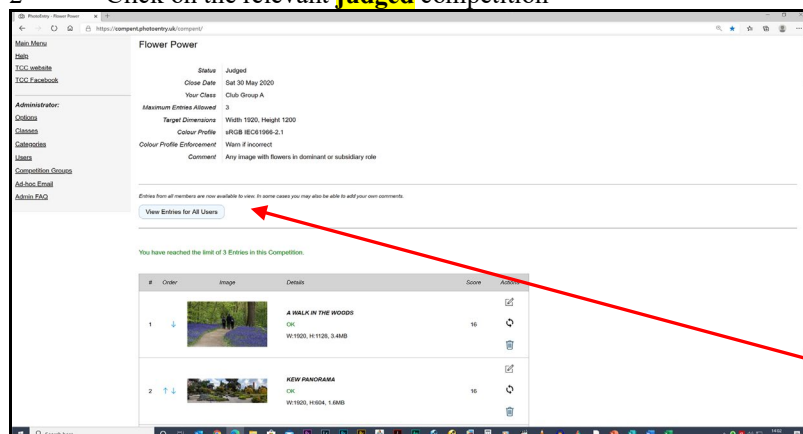 2 Click on the relevant judged competition
PhotoEntry - Flower Power
https://compent.photoentry.uk/compent/
Main Menu
Help
TCC website
TCC Facebook
Administrator:
Options
Classes
Categories
Users
Competition Groups
Ad-hoc Email
Admin FAQ
Flower Power
Status Judged
Close Date Sat 30 May 2020
Your Class Club Group A
Maximum Entries Allowed 3
Target Dimensions Width 1920, Height 1200
Colour Profile sRGB IEC61966-2.1
Colour Profile Enforcement Warn if incorrect
Comment Any image with flowers in dominant or subsidiary role
Entries from all members are now available to view. In some cases you may also be able to add your own comments.
View Entries for All Users
You have reached the limit of 3 Entries in this Competition.
# Order Image Details Score Actions
1 ↓ A WALK IN THE WOODS
OK 16
W:1920, H:1126, 3.4MB
2 ↑ ↓ KEW PANORAMA
OK 16
W:1920, H:604, 1.6MB
14:02